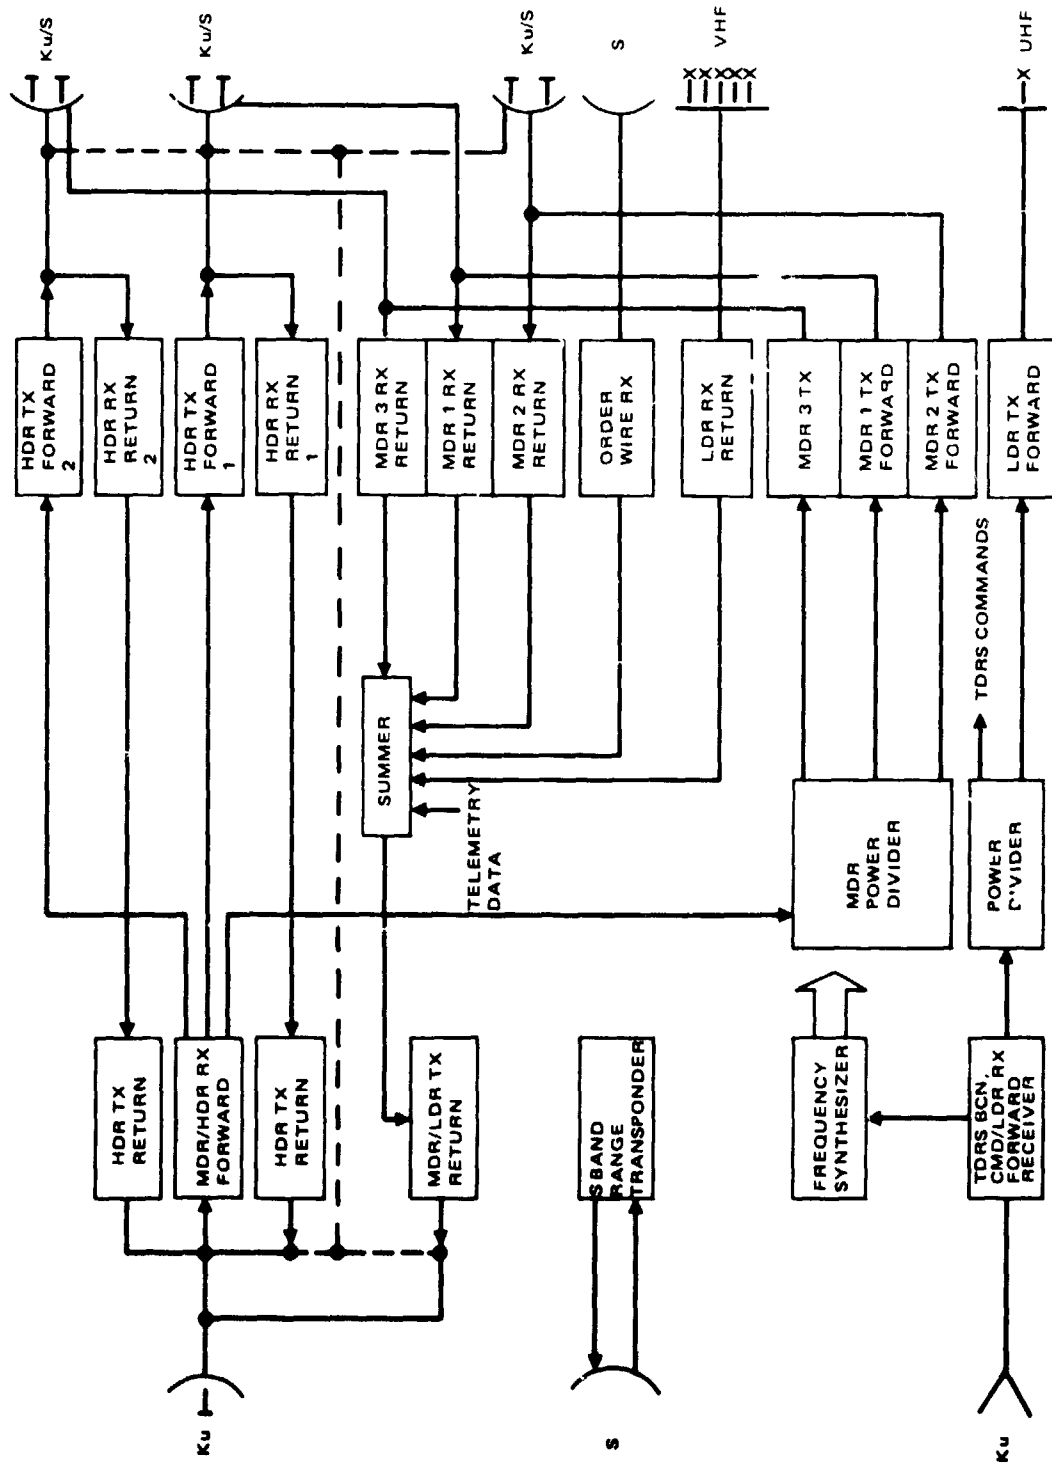 Ku/S
Ku/S
Ku/S
S
VHF
UHF
HDR TX
FORWARD
2
HDR RX
RETURN
2
HDR TX
FORWARD
1
HDR RX
RETURN
1
MDR 3 RX
RETURN
MDR 1 RX
RETURN
MDR 2 RX
RETURN
ORDER
WIRE RX
LDR RX
RETURN
MDR 3 TX
MDR 1 TX
FORWARD
MDR 2 TX
FORWARD
LDR TX
FORWARD
SUMMER
TELEMETRY
DATA
TDRS COMMANDS
MDR
POWER
DIVIDER
POWER
DIVIDER
HDR TX
RETURN
MDR/HDR RX
FORWARD
HDR TX
RETURN
MDR/LDR TX
RETURN
S BAND
RANGE
TRANSPONDER
FREQUENCY
SYNTHESIZER
TDRS BCN,
CMD/LDR RX
FORWARD
RECEIVER
Ku
S
Ku